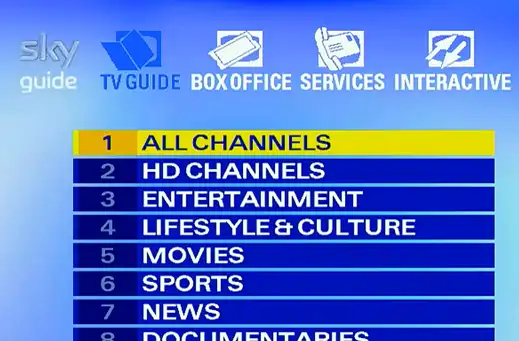 sky
guide
TV GUIDE BOX OFFICE SERVICES INTERACTIVE
1 ALL CHANNELS
2 HD CHANNELS
3 ENTERTAINMENT
4 LIFESTYLE & CULTURE
5 MOVIES
6 SPORTS
7 NEWS
8 DOCUMENTARIES